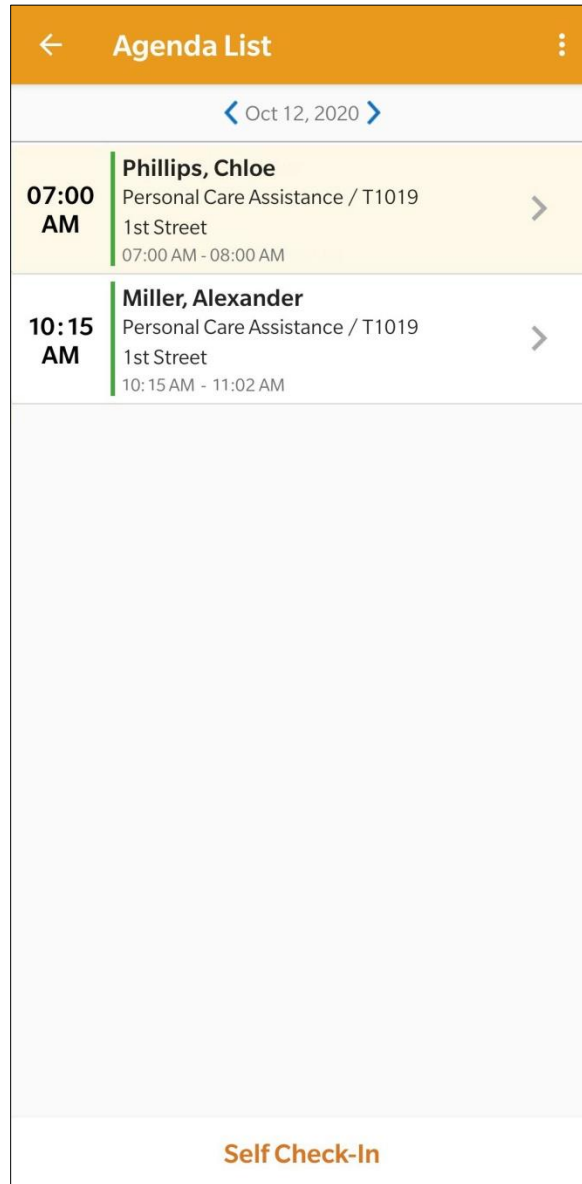 Agenda List
Oct 12, 2020
07:00
AM
Phillips, Chloe
Personal Care Assistance / T1019
1st Street
07:00 AM - 08:00 AM
10:15
AM
Miller, Alexander
Personal Care Assistance / T1019
1st Street
10:15 AM - 11:02 AM
Self Check-In